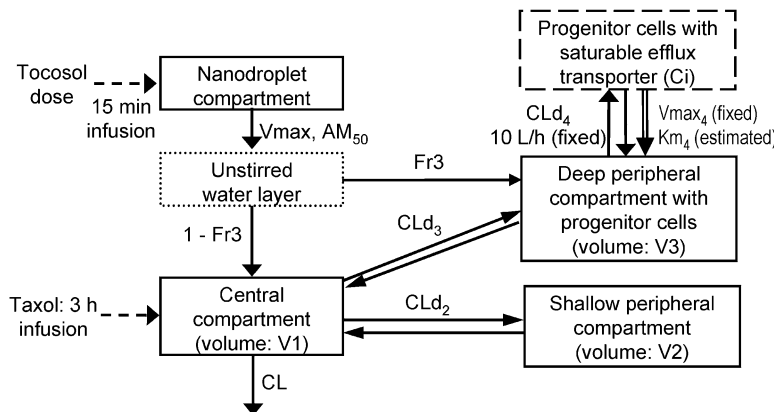 Tocosol
dose
15 min
infusion
Nanodroplet
compartment
Vmax, AM50
Unstirred
water layer
Fr3
1 - Fr3
Progenitor cells with
saturable efflux
transporter (Ci)
CLd4
10 L/h (fixed)
Vmax4 (fixed)
Km4 (estimated)
Deep peripheral
compartment with
progenitor cells
(volume: V3)
CLd3
Taxol: 3 h
infusion
Central
compartment
(volume: V1)
CLd2
Shallow peripheral
compartment
(volume: V2)
CL